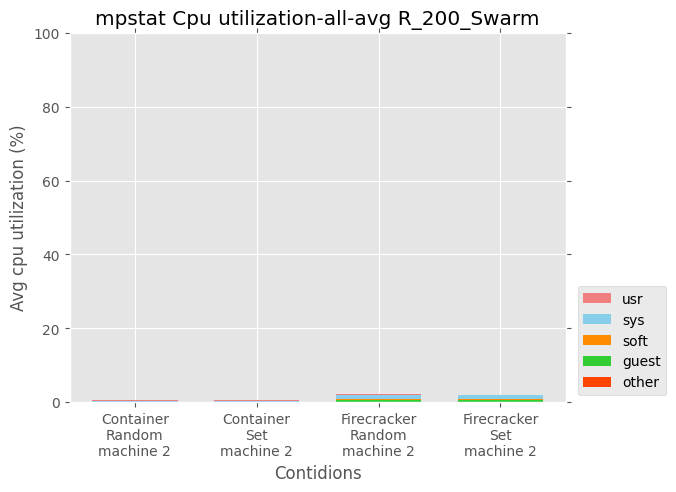 mpstat Cpu utilization-all-avg R_200_Swarm
100
80
60
40
20
0
Avg cpu utilization (%)
usr
sys
soft
guest
other
Container
Random
machine 2
Container
Set
machine 2
Firecracker
Random
machine 2
Firecracker
Set
machine 2
Contidions